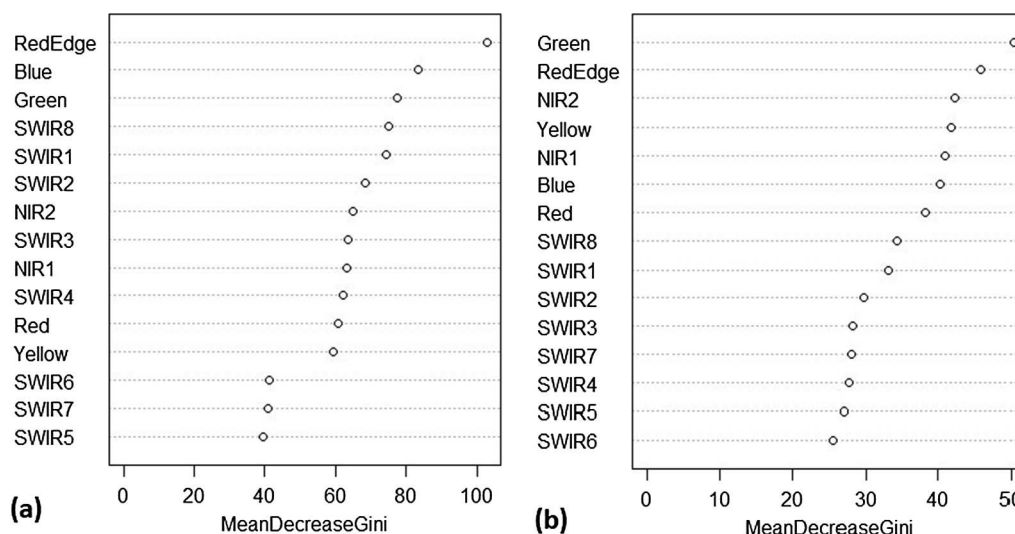 RedEdge
Blue
Green
SWIR8
SWIR1
SWIR2
NIR2
SWIR3
NIR1
SWIR4
Red
Yellow
SWIR6
SWIR7
SWIR5
0 20 40 60 80 100
(a)
MeanDecreaseGini
Green
RedEdge
NIR2
Yellow
NIR1
Blue
Red
SWIR8
SWIR1
SWIR2
SWIR3
SWIR7
SWIR4
SWIR5
SWIR6
0 10 20 30 40 50
(b)
MeanDecreaseGini